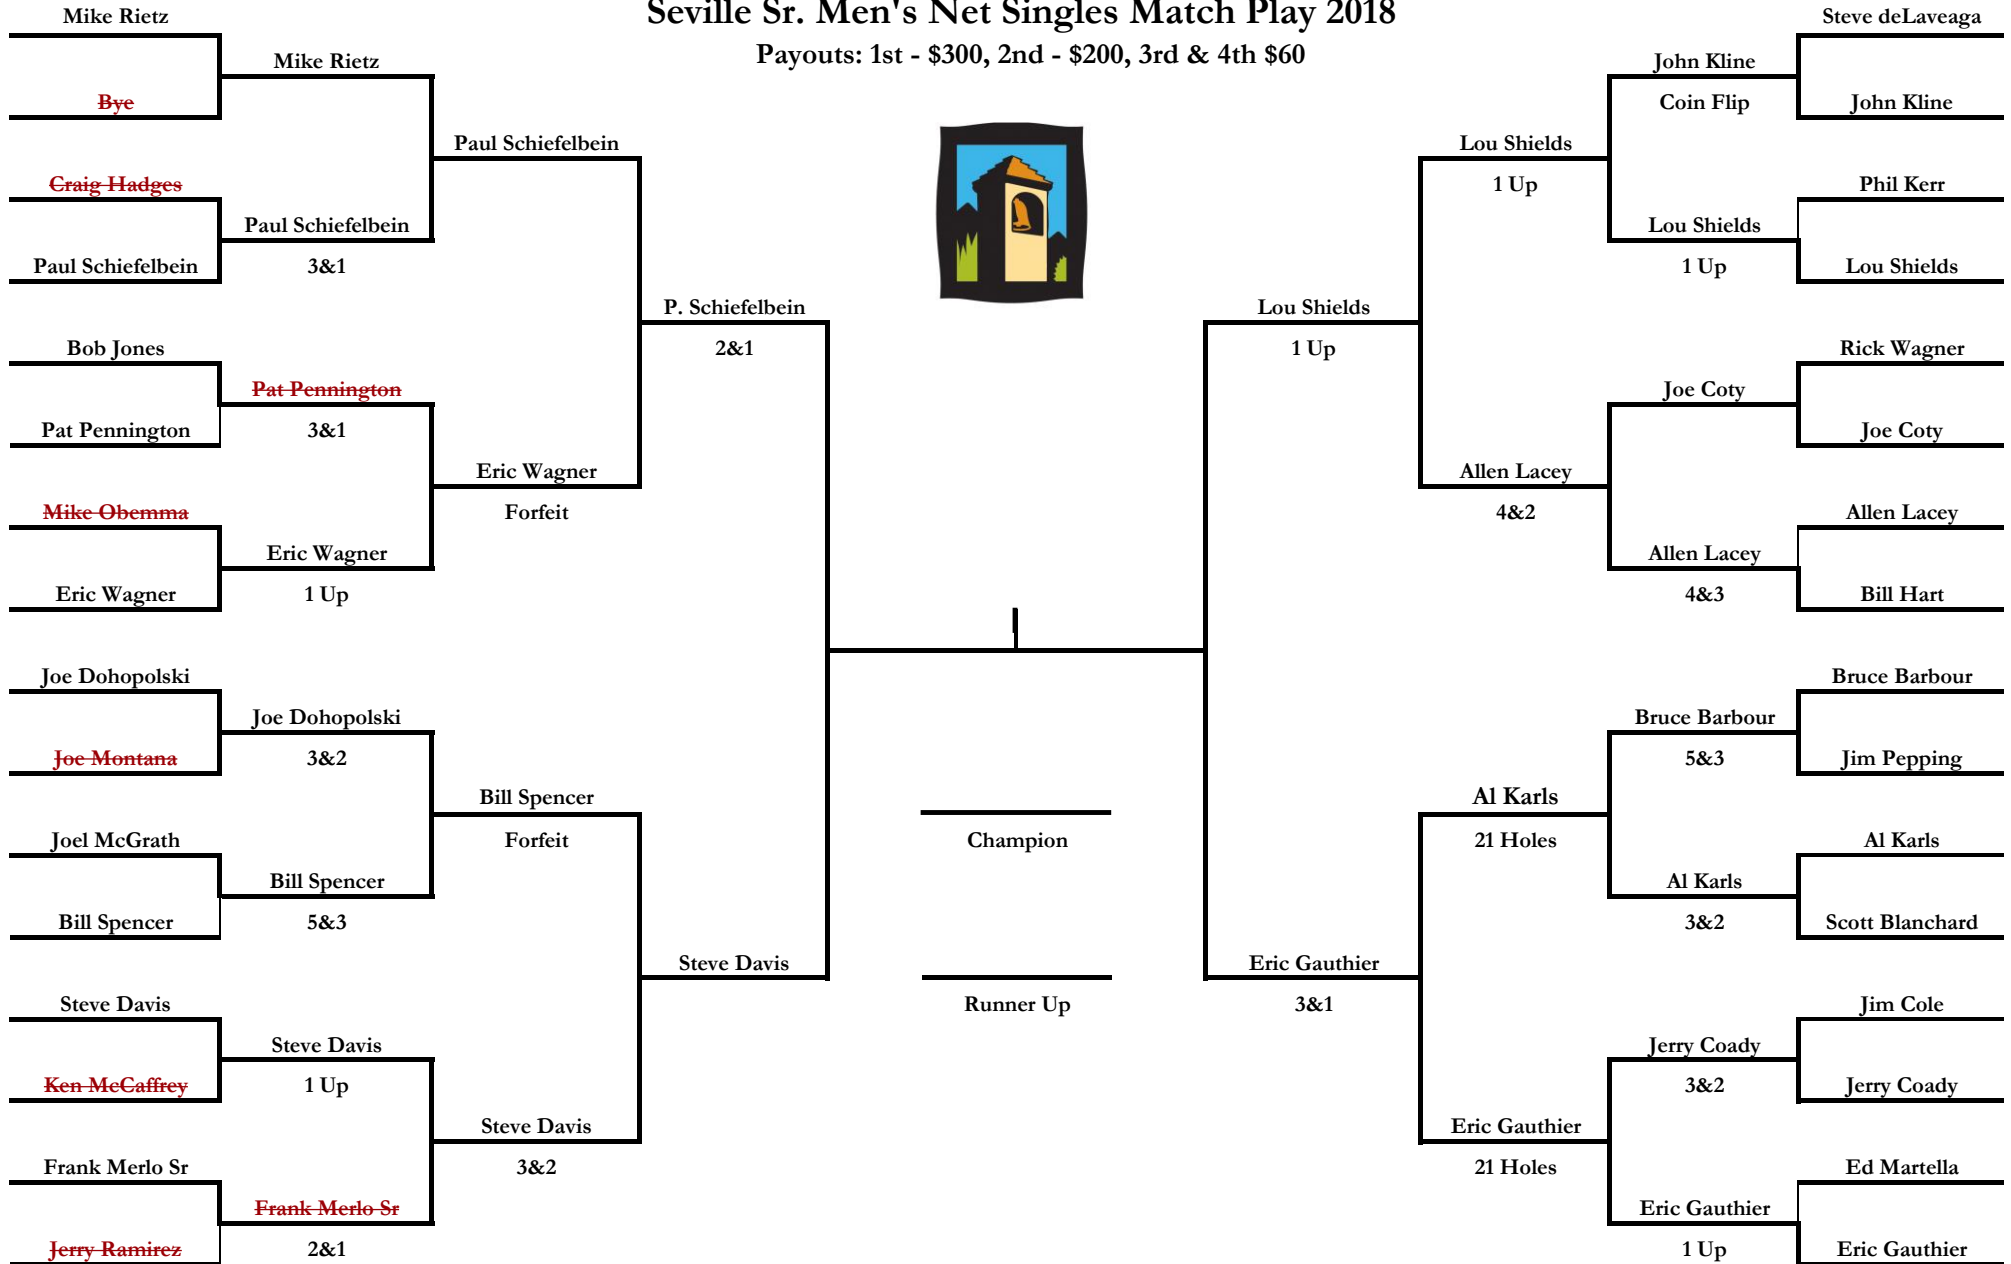 Seville Sr. Men's Net Singles Match Play 2018
Payouts: 1st - $300, 2nd - $200, 3rd & 4th $60
Mike Rietz
Bye
Craig Hadges
Paul Schiefelbein
Bob Jones
Pat Pennington
Mike Obemma
Eric Wagner
Joe Dohopolski
Joe Montana
Joel McGrath
Bill Spencer
Steve Davis
Ken McCaffrey
Frank Merlo Sr
Jerry Ramirez
Mike Rietz
Paul Schiefelbein
3&1
Pat Pennington
3&1
Eric Wagner
1 Up
Joe Dohopolski
3&2
Bill Spencer
5&3
Steve Davis
1 Up
Frank Merlo Sr
2&1
Paul Schiefelbein
Eric Wagner
Forfeit
Bill Spencer
Forfeit
Steve Davis
3&2
P. Schiefelbein
2&1
Steve Davis
Champion
Runner Up
Lou Shields
1 Up
Eric Gauthier
3&1
Lou Shields
1 Up
Allen Lacey
4&2
Al Karls
21 Holes
Eric Gauthier
21 Holes
John Kline
Coin Flip
Lou Shields
1 Up
Joe Coty
Allen Lacey
4&3
Bruce Barbour
5&3
Al Karls
3&2
Jerry Coady
3&2
Eric Gauthier
1 Up
Steve deLaveaga
John Kline
Phil Kerr
Lou Shields
Rick Wagner
Joe Coty
Allen Lacey
Bill Hart
Bruce Barbour
Jim Pepping
Al Karls
Scott Blanchard
Jim Cole
Jerry Coady
Ed Martella
Eric Gauthier